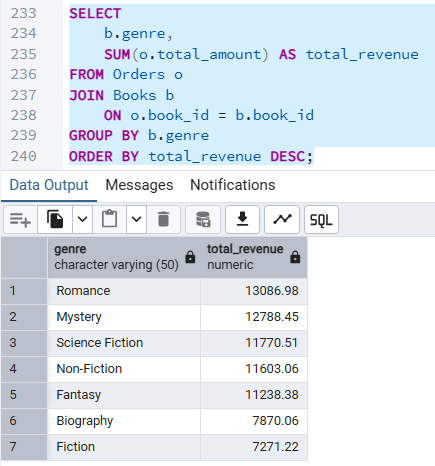 233 SELECT
234 b.genre,
235 SUM(o.total_amount) AS total_revenue
236 FROM Orders o
237 JOIN Books b
238 ON o.book_id = b.book_id
239 GROUP BY b.genre
240 ORDER BY total_revenue DESC;
Data Output Messages Notifications
SQL
genre total_revenue
character varying (50) numeric
1 Romance 13086.98
2 Mystery 12788.45
3 Science Fiction 11770.51
4 Non-Fiction 11603.06
5 Fantasy 11238.38
6 Biography 7870.06
7 Fiction 7271.22